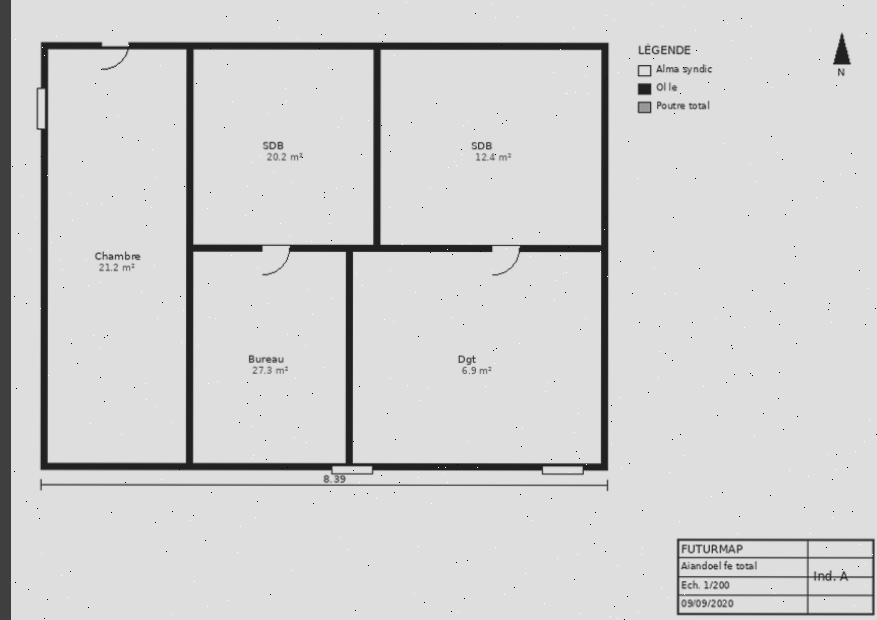 LÉGENDE
Alma syndic
Ol le
Poutre total
N
SDB
20.2 m²
SDB
12.4 m²
Chambre
21.2 m²
Bureau
27.3 m²
Dgt
6.9 m²
8.39
FUTURMAP
Aiandoel fe total
Ind. A
Ech. 1/200
09/09/2020